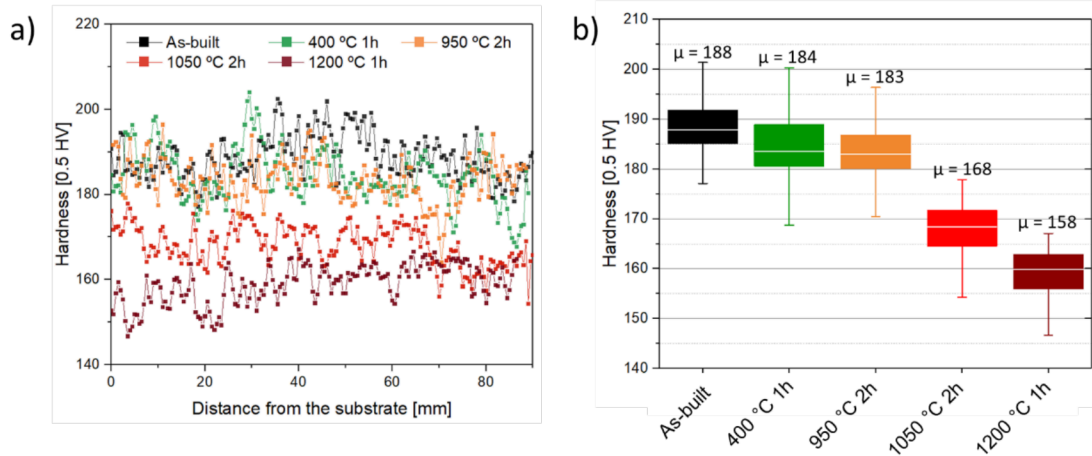 a)
220
200
180
160
140
Hardness [0.5 HV]
As-built
400 ºC 1h
950 ºC 2h
1050 ºC 2h
1200 ºC 1h
0
20
40
60
80
Distance from the substrate [mm]
b)
210
200
190
180
170
160
150
140
Hardness [0.5 HV]
μ = 188
μ = 184
μ = 183
μ = 168
μ = 158
As-built
400 °C 1h
950 °C 2h
1050 °C 2h
1200 °C 1h